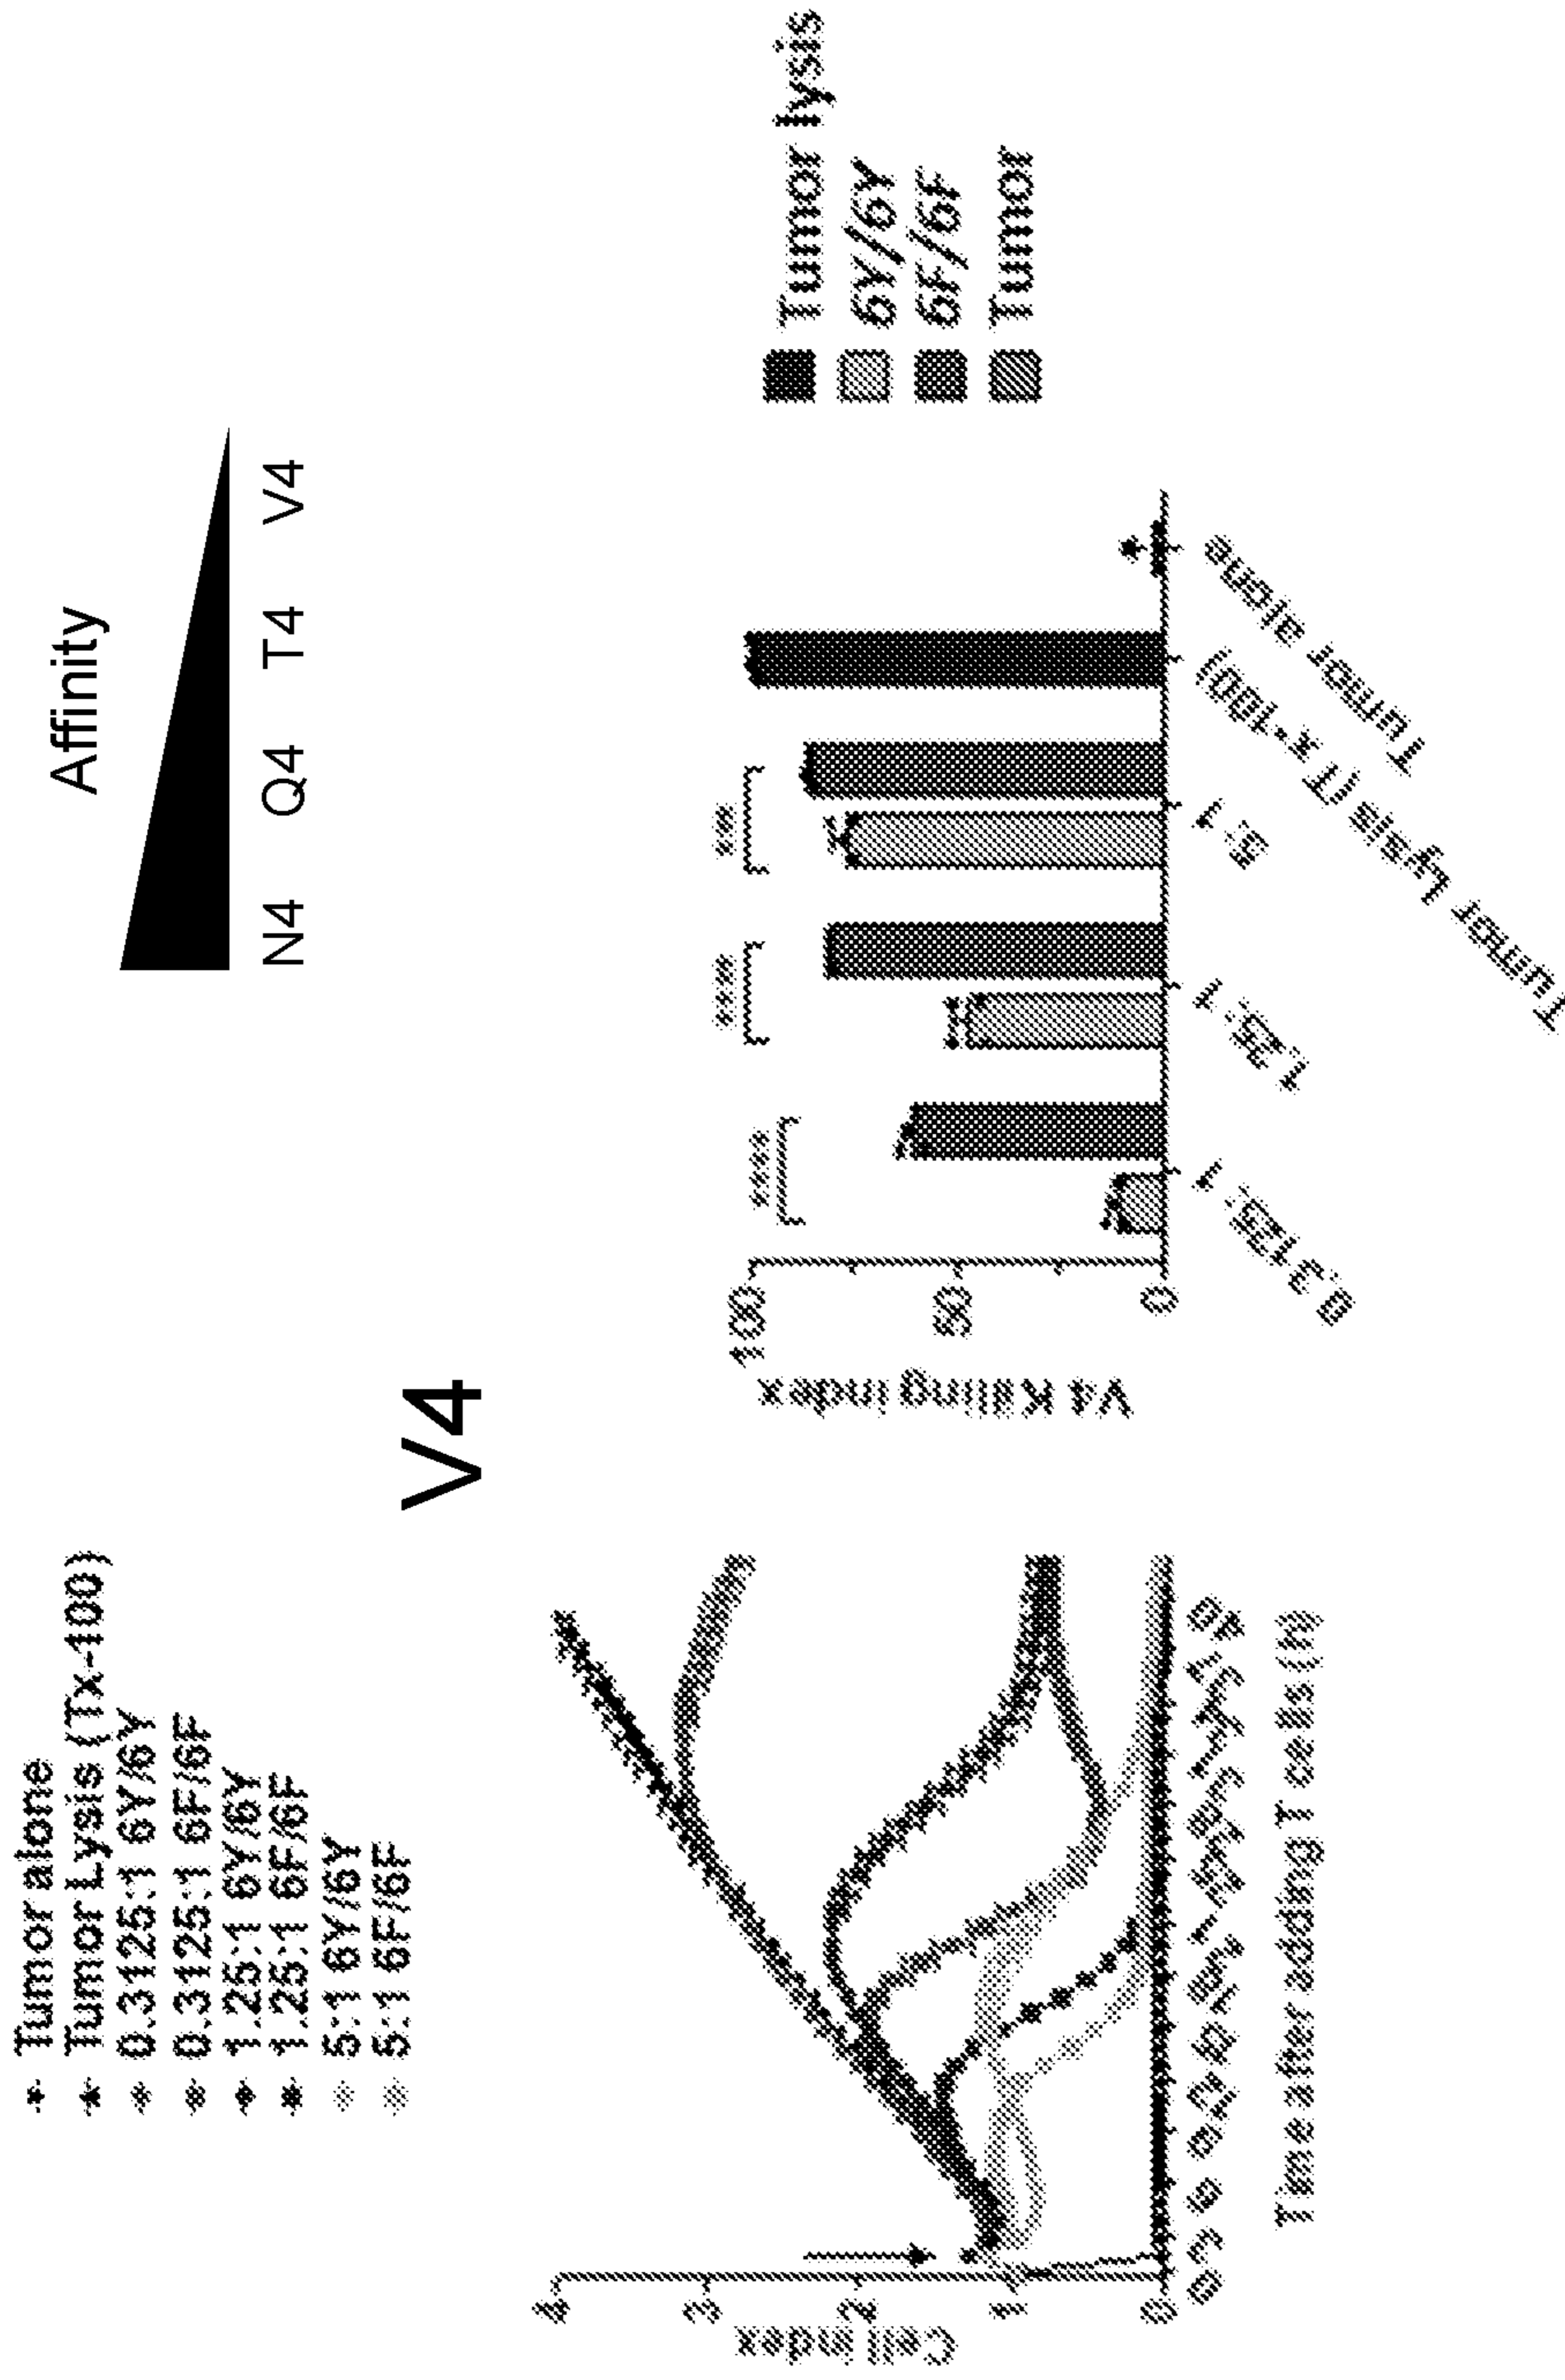 Tumor alone
Tumor Lysis (Tx-100)
0.3125:1 6Y/6Y
0.3125:1 6F/6F
1.25:1 6Y/6Y
1.25:1 6F/6F
5:1 6Y/6Y
5:1 6F/6F
Affinity
N4 Q4 T4 V4
V4
Cell index
4
3
2
1
0
Time after adding T cells (h)
V4 Killing index
100
50
0
****
***
**
0.3125:1
1.25:1
5:1
Tumor Lysis (Tx-100)
Tumor alone
Tumor lysis
6Y/6Y
6F/6F
Tumor